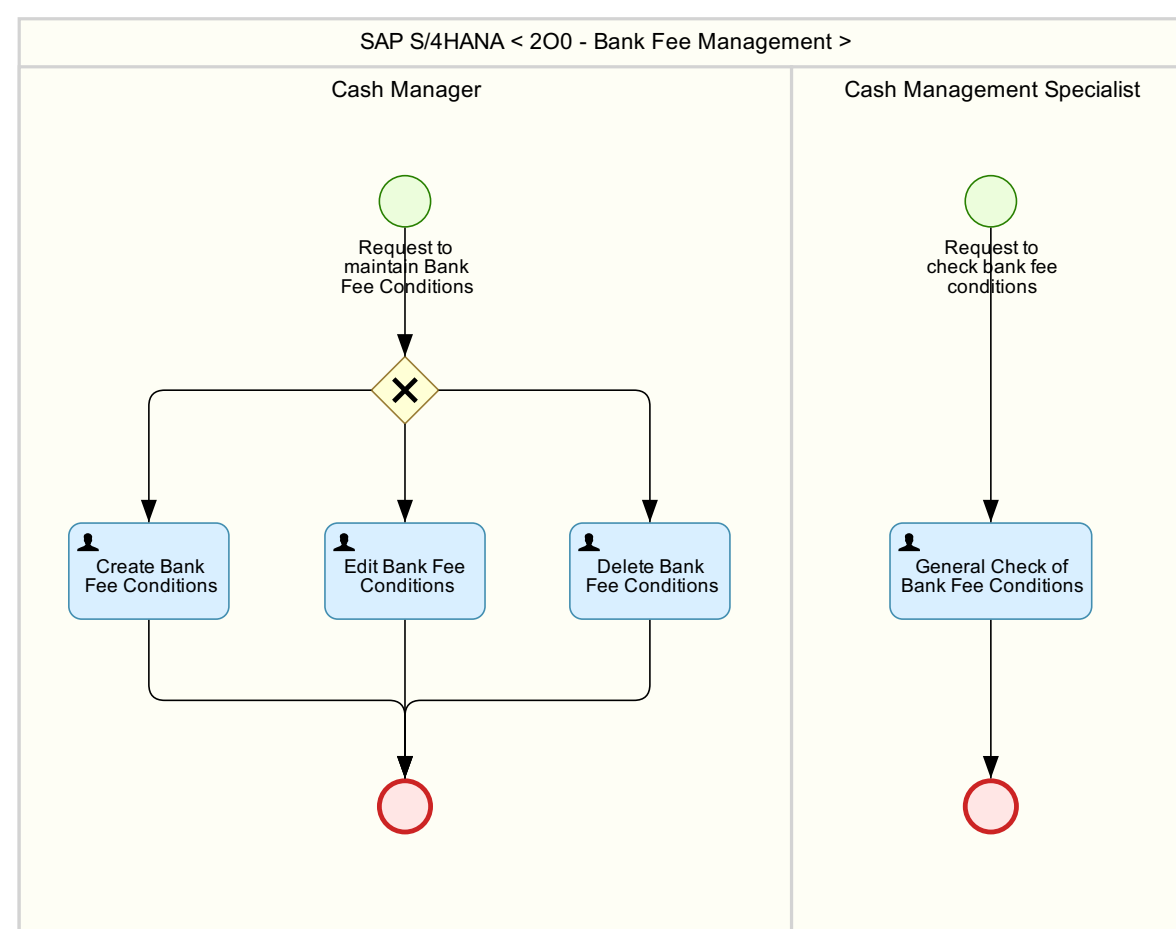 SAP S/4HANA < 2O0 - Bank Fee Management >
Cash Manager
Cash Management Specialist
Request to
maintain Bank
Fee Conditions
Request to
check bank fee
conditions
Create Bank
Fee Conditions
Edit Bank Fee
Conditions
Delete Bank
Fee Conditions
General Check of
Bank Fee Conditions